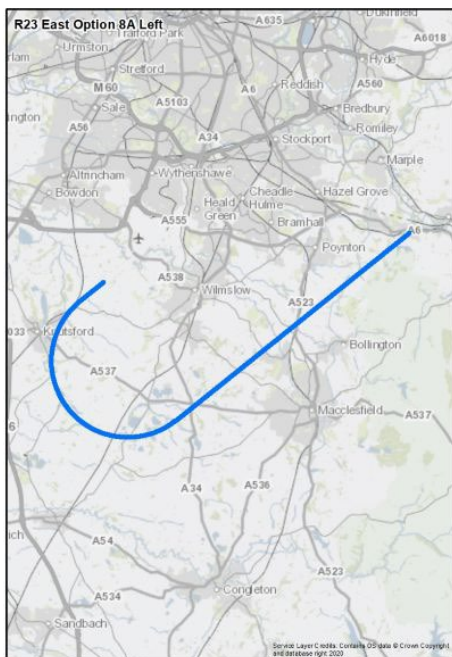 R23 East Option 8A Left
Trafford Park
A635
Dukinfield
Urmston
A6018
Hyde
Stretford
Reddish
M60
A6
A560
A5103
Sale
Bredbury
A56
A34
Romiley
Stockport
Marple
Altrincham
Wythenshawe
Cheadle
Hazel Grove
Bowdon
Heald
Hulme
Green
Bramhall
A555
A6
Poynton
A538
Wilmslow
A523
Knutsford
Bollington
A537
Macclesfield
A537
A34
A536
A54
A523
A534
Congleton
Sandbach
Service Layer Credits: Contains OS data © Crown Copyright
and database right 2020